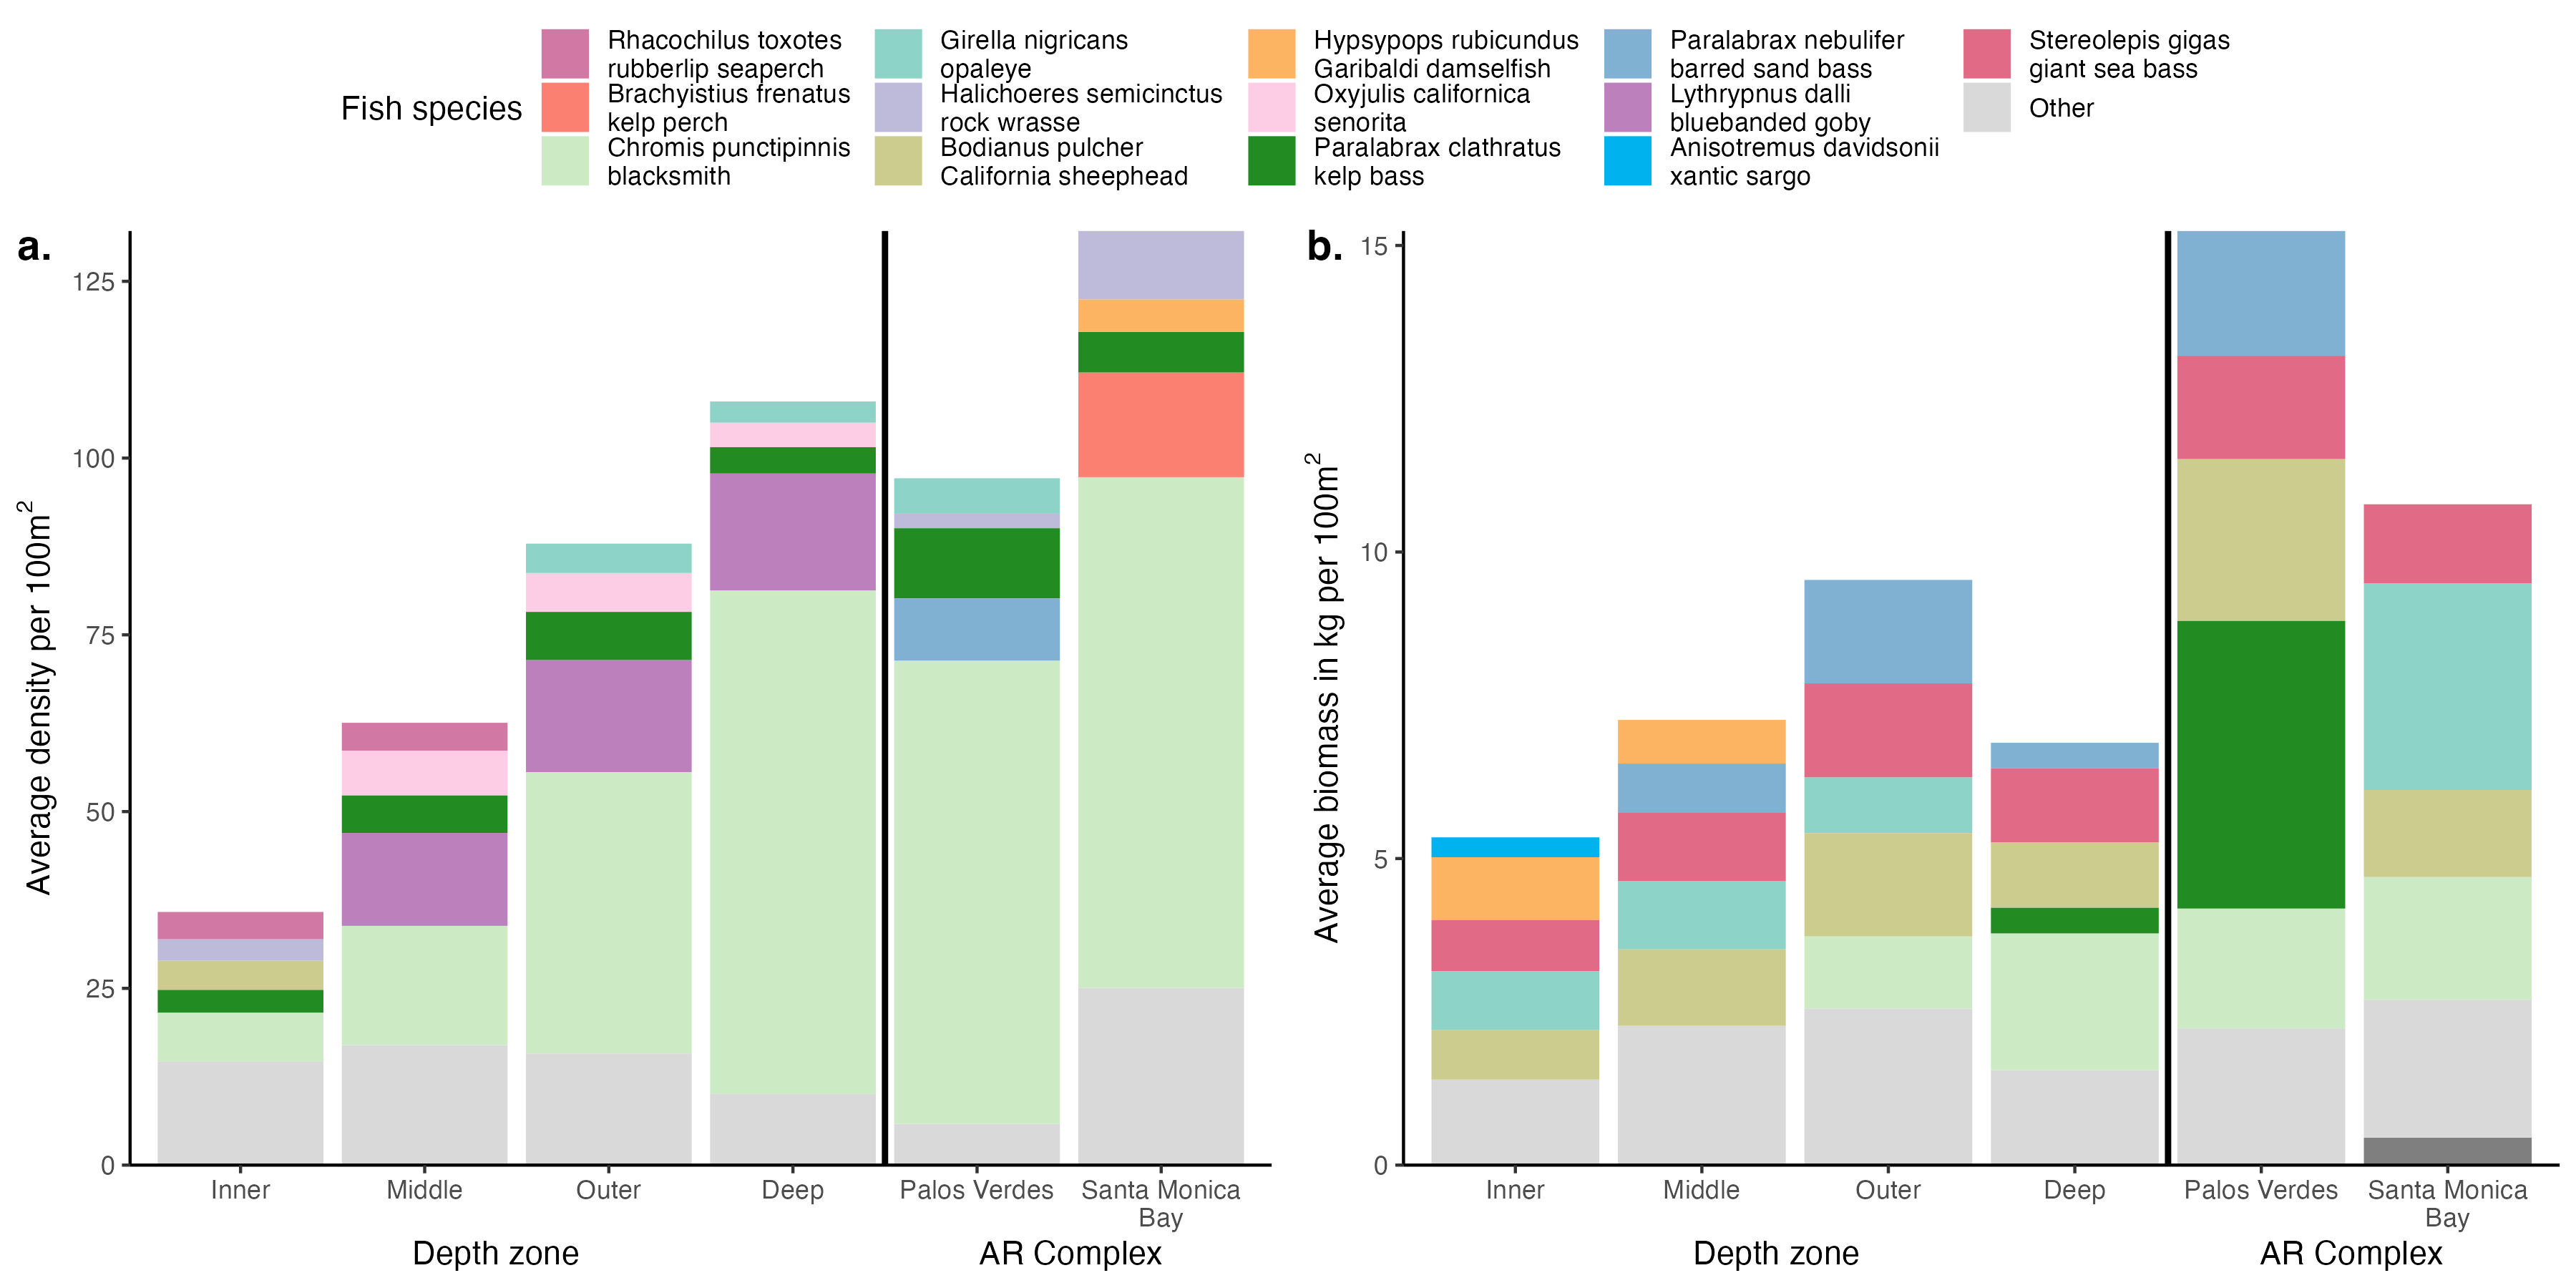 Fish species
Rhacochilus toxotes
rubberlip seaperch
Brachyistius frenatus
kelp perch
Chromis punctipinnis
blacksmith
Girella nigricans
opaleye
Halichoeres semicinctus
rock wrasse
Bodianus pulcher
California sheephead
Hypsypops rubicundus
Garibaldi damselfish
Oxyjulis californica
senorita
Paralabrax clathratus
kelp bass
Paralabrax nebulifer
barred sand bass
Lythrypnus dalli
bluebanded goby
Anisotremus davidsonii
xantic sargo
Stereolepis gigas
giant sea bass
Other
a.
Average density per 100m²
125
100
75
50
25
0
Inner
Middle
Outer
Deep
Palos Verdes
Santa Monica
Bay
Depth zone
AR Complex
b.
Average biomass in kg per 100m²
15
10
5
0
Inner
Middle
Outer
Deep
Palos Verdes
Santa Monica
Bay
Depth zone
AR Complex